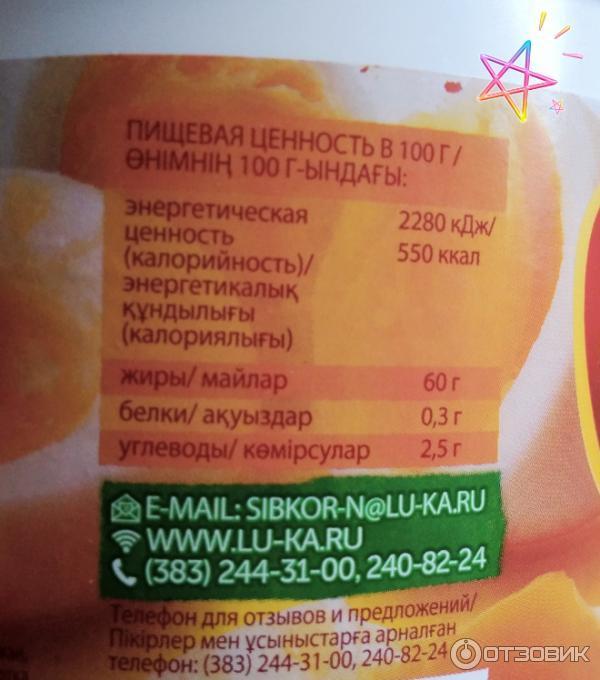 ПИЩЕВАЯ ЦЕННОСТЬ В 100 Г/
ӨНІМНІҢ 100 Г-ЫНДАҒЫ:
энергетическая 2280 кДж/
ценность 550 ккал
(калорийность)/
энергетикалық
құндылығы
(калориялығы)
жиры/ майлар 60 г
белки/ ақуыздар 0,3 г
углеводы/ көмірсулар 2,5 г
E-MAIL: SIBKOR-N@LU-KA.RU
WWW.LU-KA.RU
(383) 244-31-00, 240-82-24
Телефон для отзывов и предложений/
Пікірлер мен ұсыныстарға арналған
телефон: (383) 244-31-00, 240-82-24
ОТЗОВИК